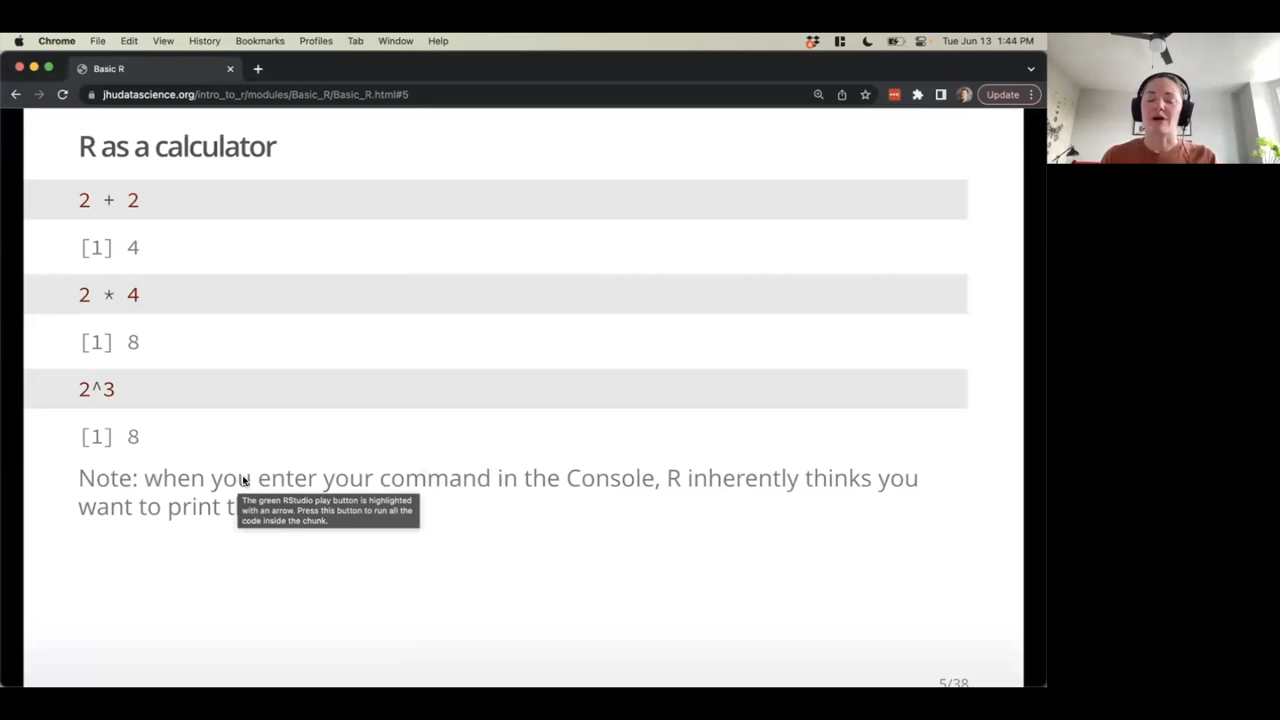 Chrome File Edit View History Bookmarks Profiles Tab Window Help Tue Jun 13 1:44 PM
Basic R
jhudatascience.org/intro_to_r/modules/Basic_R/Basic_R.html#5 Update
R as a calculator
2 + 2
[1] 4
2 * 4
[1] 8
2^3
[1] 8
Note: when you enter your command in the Console, R inherently thinks you
want to print t
The green RStudio play button is highlighted
with an arrow. Press this button to run all the
code inside the chunk.
5/38